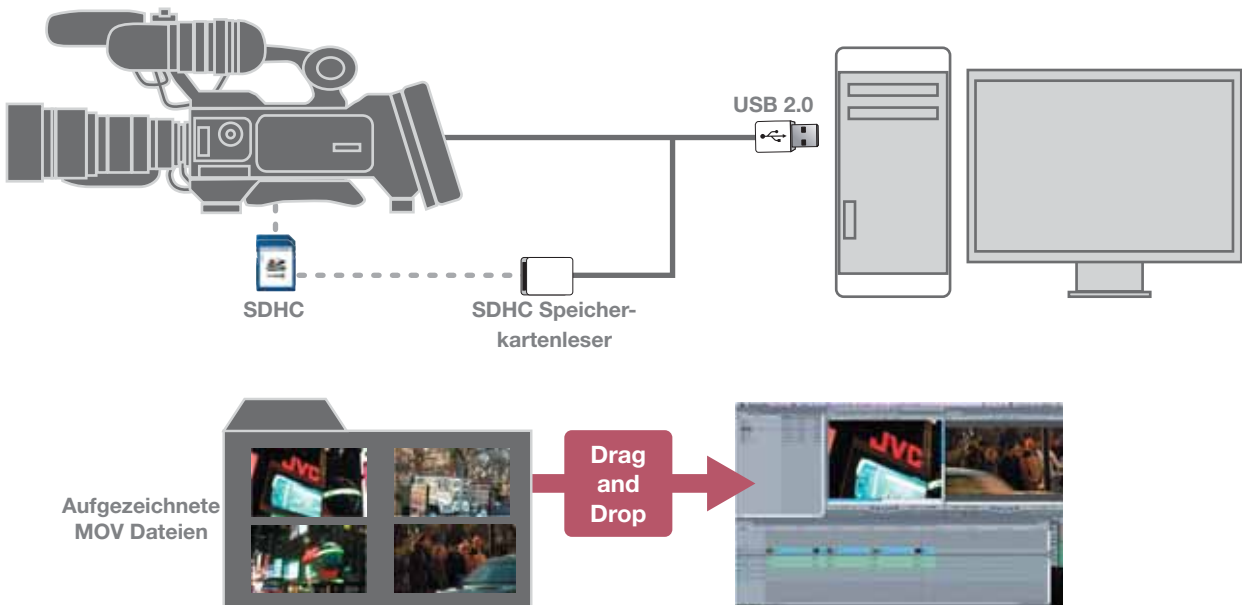 USB 2.0
SDHC
SDHC Speicher-
kartenleser
Aufgezeichnete
MOV Dateien
JVC
Drag
and
Drop
JVC